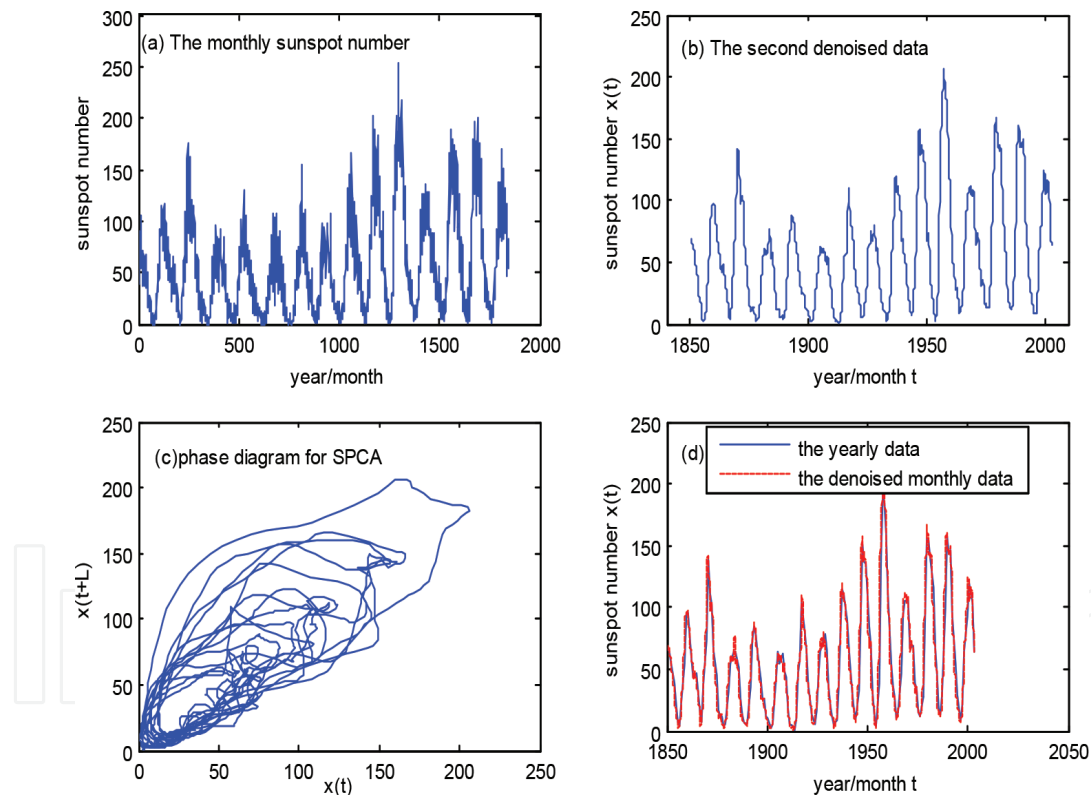 300
250
200
150
100
50
0
(a) The monthly sunspot number
sunspot number
0 500 1000 1500 2000
year/month
250
200
150
100
50
0
(b) The second denoised data
sunspot number x(t)
1850 1900 1950 2000
year/month t
250
200
150
100
50
0
(c)phase diagram for SPCA
x(t+L)
0 50 100 150 200 250
x(t)
250
200
150
100
50
0
(d)
the yearly data
the denoised monthly data
sunspot number x(t)
1850 1900 1950 2000 2050
year/month t